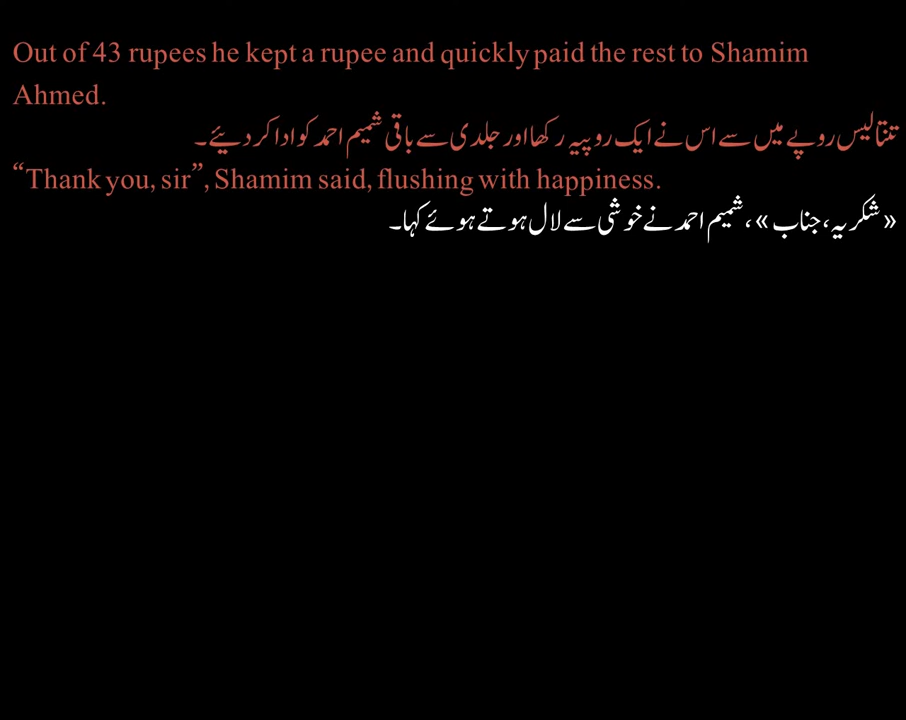 Out of 43 rupees he kept a rupee and quickly paid the rest to Shamim
Ahmed.
تنتالیس روپے میں سے اس نے ایک روپیہ رکھا اور جلدی سے باقی شمیم احمد کو ادا کر دیئے۔
“Thank you, sir”, Shamim said, flushing with happiness.
«شکریہ، جناب»، شمیم احمد نے خوشی سے لال ہوتے ہوئے کہا۔